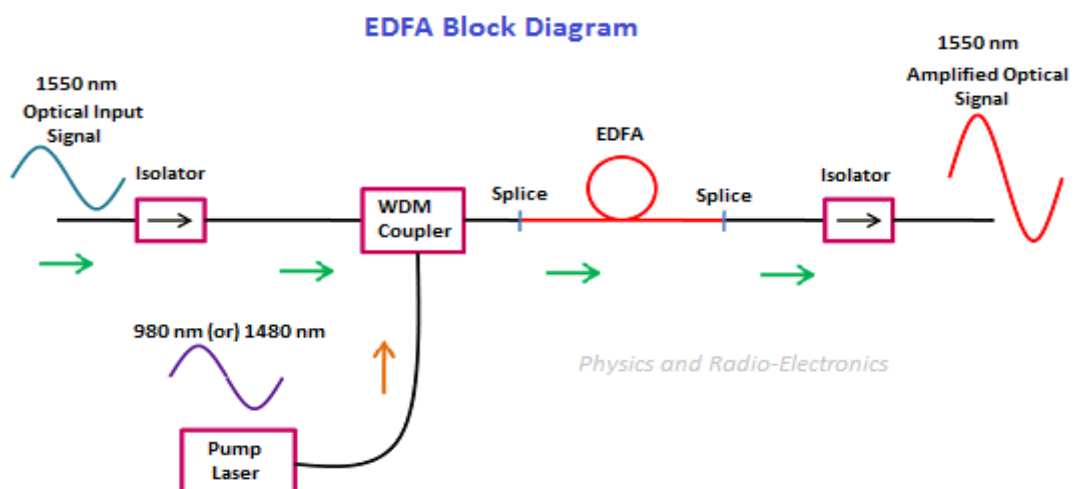 EDFA Block Diagram
1550 nm
Optical Input
Signal
Isolator
WDM
Coupler
Splice
EDFA
Splice
Isolator
1550 nm
Amplified Optical
Signal
980 nm (or) 1480 nm
Pump
Laser
Physics and Radio-Electronics